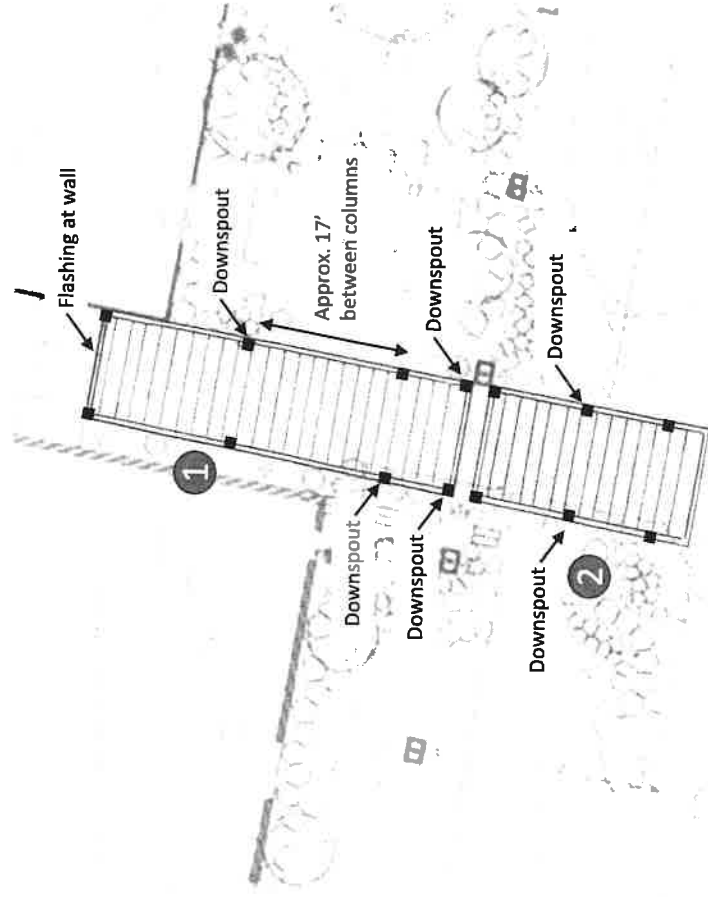 Flashing at wall
Downspout
Approx. 17'
between columns
Downspout
Downspout
1
Downspout
Downspout
Downspout
2